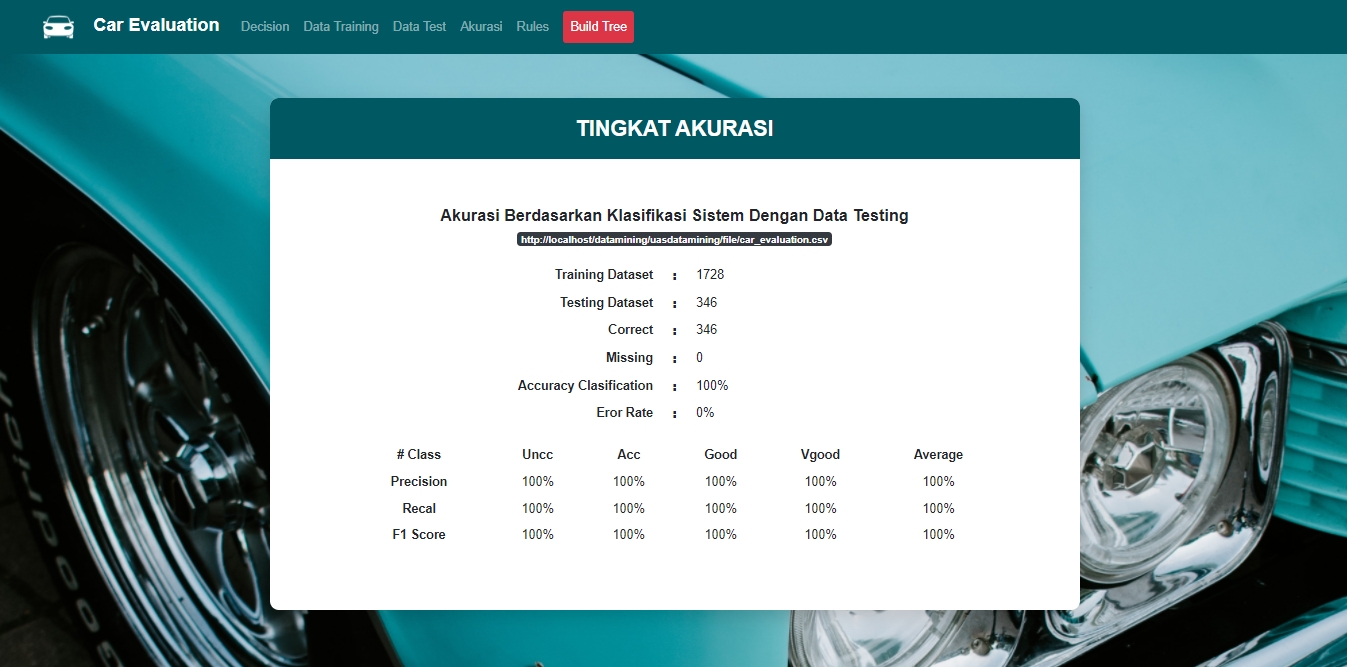 Car Evaluation Decision Data Training Data Test Akurasi Rules Build Tree
TINGKAT AKURASI
Akurasi Berdasarkan Klasifikasi Sistem Dengan Data Testing
http://localhost/datamining/uasdatamining/file/car_evaluation.csv
Training Dataset : 1728
Testing Dataset : 346
Correct : 346
Missing : 0
Accuracy Clasification : 100%
Eror Rate : 0%
# Class Uncc Acc Good Vgood Average
Precision 100% 100% 100% 100% 100%
Recal 100% 100% 100% 100% 100%
F1 Score 100% 100% 100% 100% 100%